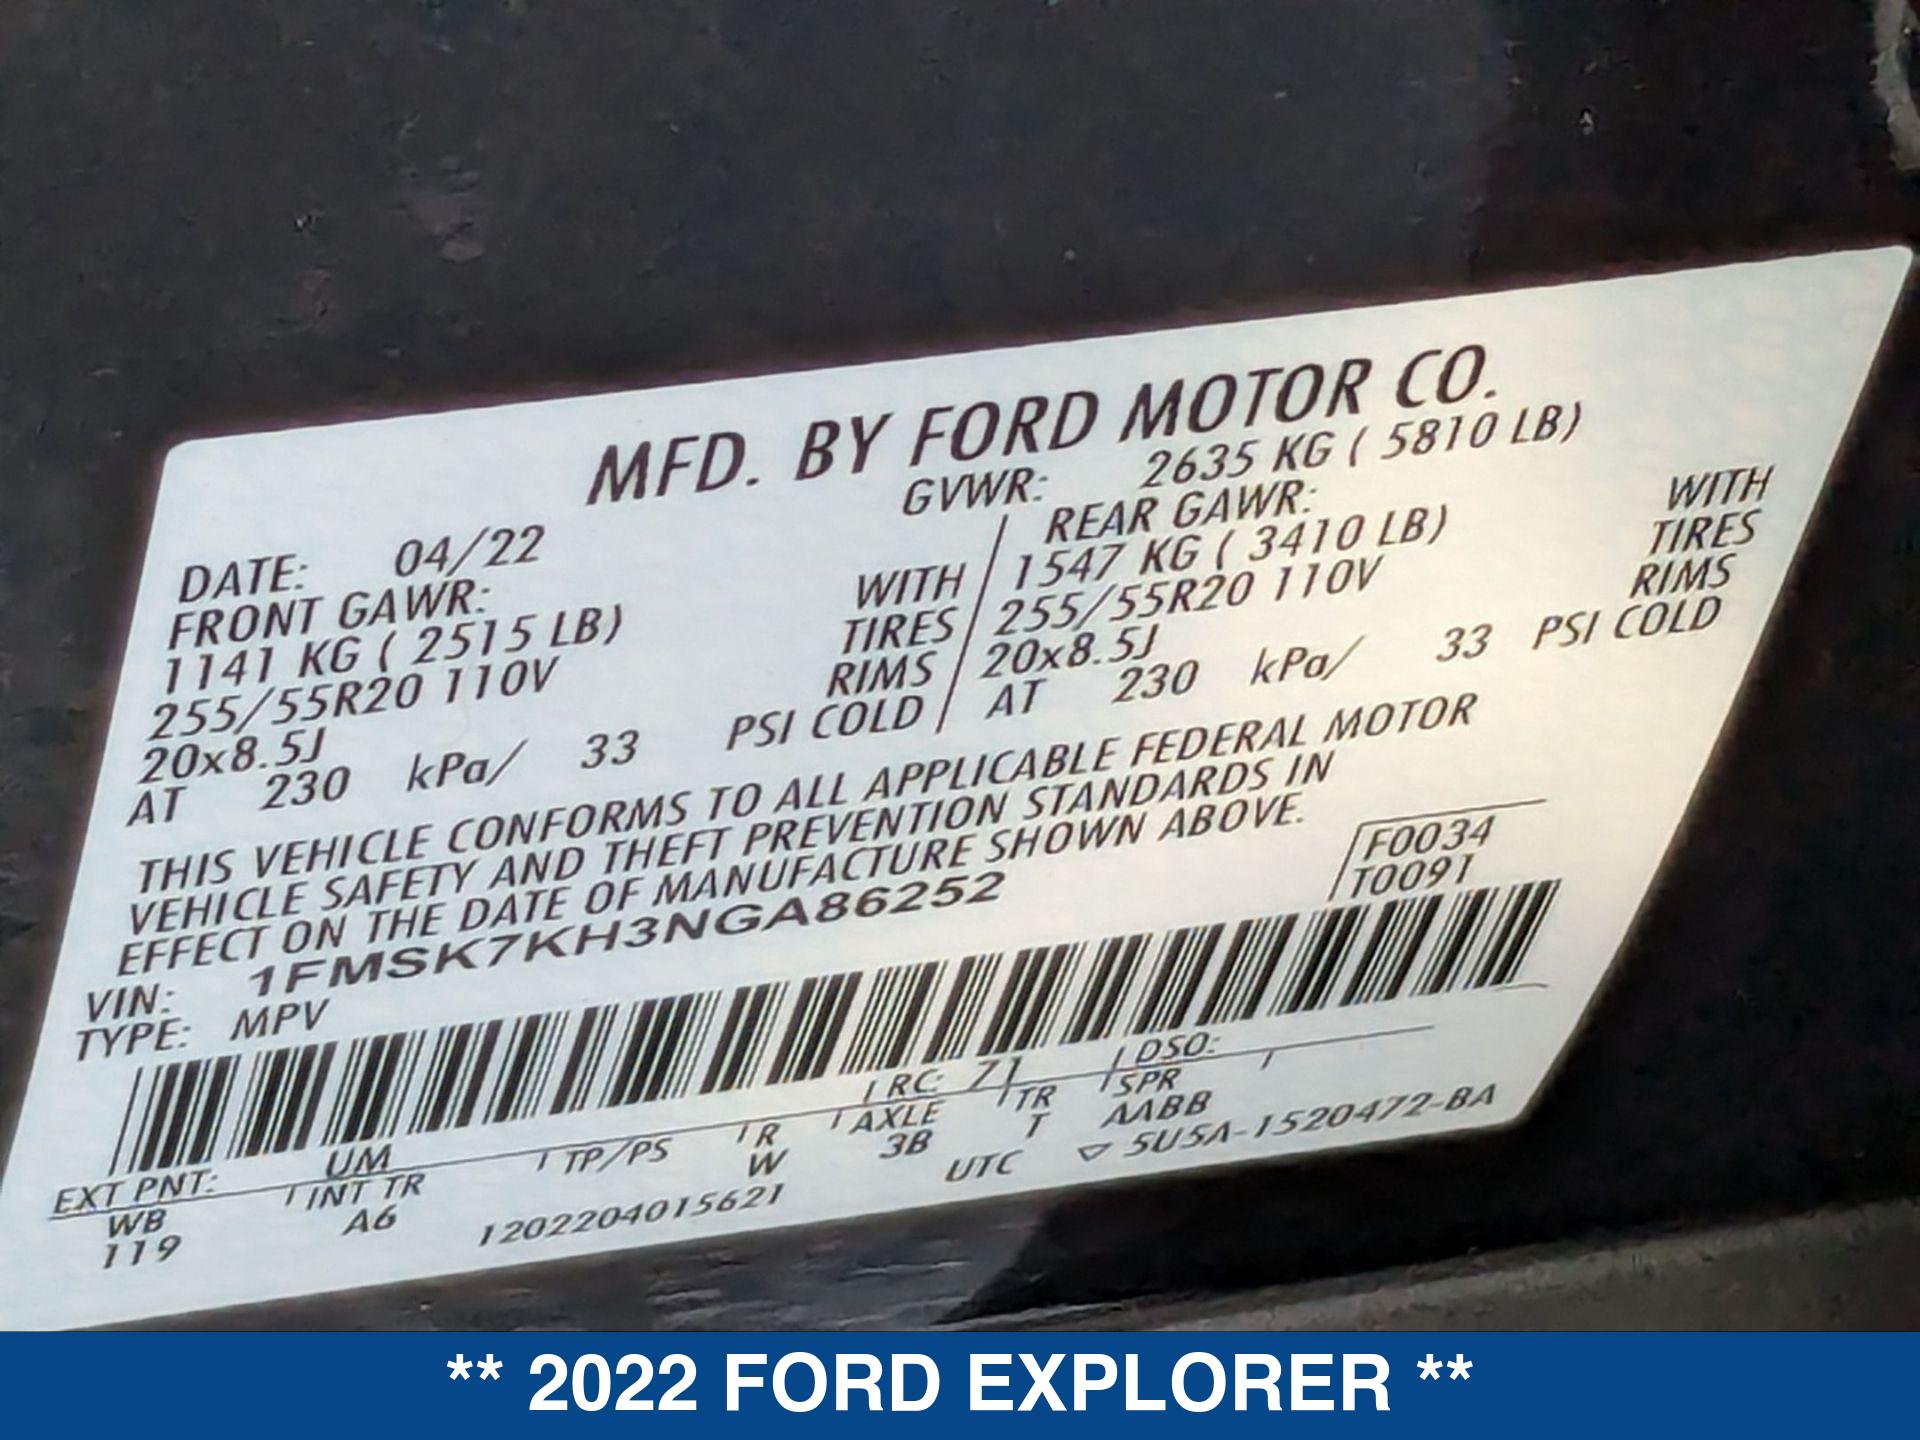 MFD. BY FORD MOTOR CO.
DATE: 04/22 GVWR: 2635 KG ( 5810 LB)
FRONT GAWR: REAR GAWR:
1141 KG ( 2515 LB) WITH 1547 KG ( 3410 LB) WITH
255/55R20 110V TIRES 255/55R20 110V TIRES
20x8.5J RIMS 20x8.5J RIMS
AT 230 kPa/ 33 PSI COLD AT 230 kPa/ 33 PSI COLD
THIS VEHICLE CONFORMS TO ALL APPLICABLE FEDERAL MOTOR
VEHICLE SAFETY AND THEFT PREVENTION STANDARDS IN
EFFECT ON THE DATE OF MANUFACTURE SHOWN ABOVE.
VIN: 1FMSK7KH3NGA86252 F0034
TYPE: MPV T0091
EXT PNT: UM RC: 71 DSO:
WB INT TR TP/PS R AXLE TR SPR
119 A6 W 3B T AABB
1202204015621 UTC ▽ 5U5A-1520472-BA
** 2022 FORD EXPLORER **